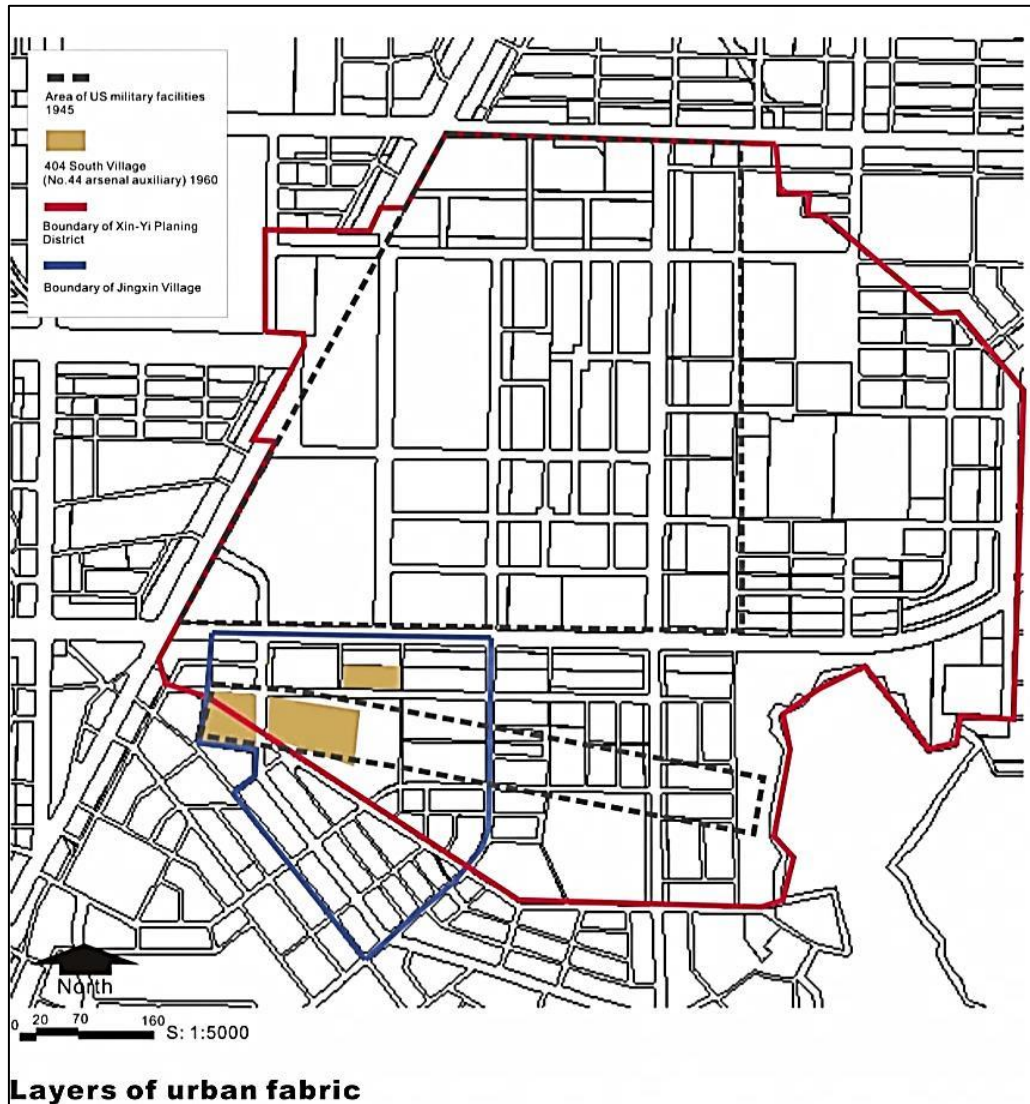 Area of US military facilities
1945
404 South Village
(No.44 arsenal auxiliary) 1960
Boundary of Xin-Yi Planing
District
Boundary of Jingxin Village
North
0 20 70 160 S: 1:5000
Layers of urban fabric